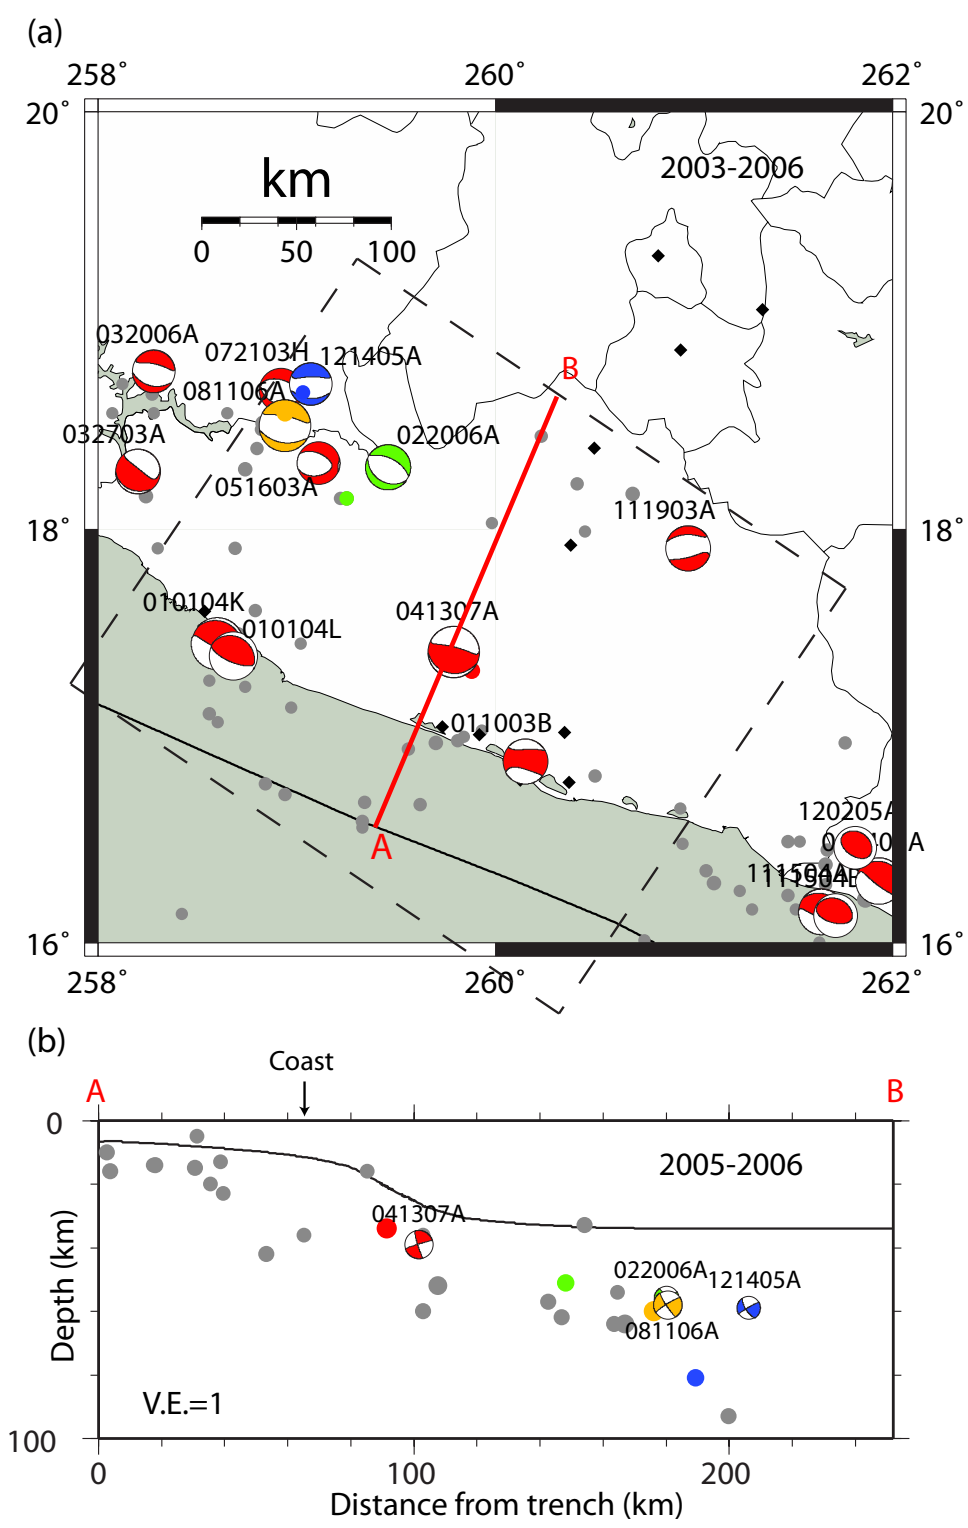 (a)
258˚ 260˚ 262˚
20˚ 20˚
2003-2006
km
0 50 100
032006A
072103H
121405A
B
081106A
032703A
022006A
051603A
111903A
18˚ 18˚
010104K
041307A
010104L
011003B
120205A
A
111504A
16˚ 16˚
258˚ 260˚ 262˚
(b)
Coast
A B
0
2005-2006
041307A
022006A
121405A
081106A
Depth (km)
V.E.=1
100
0 100 200
Distance from trench (km)